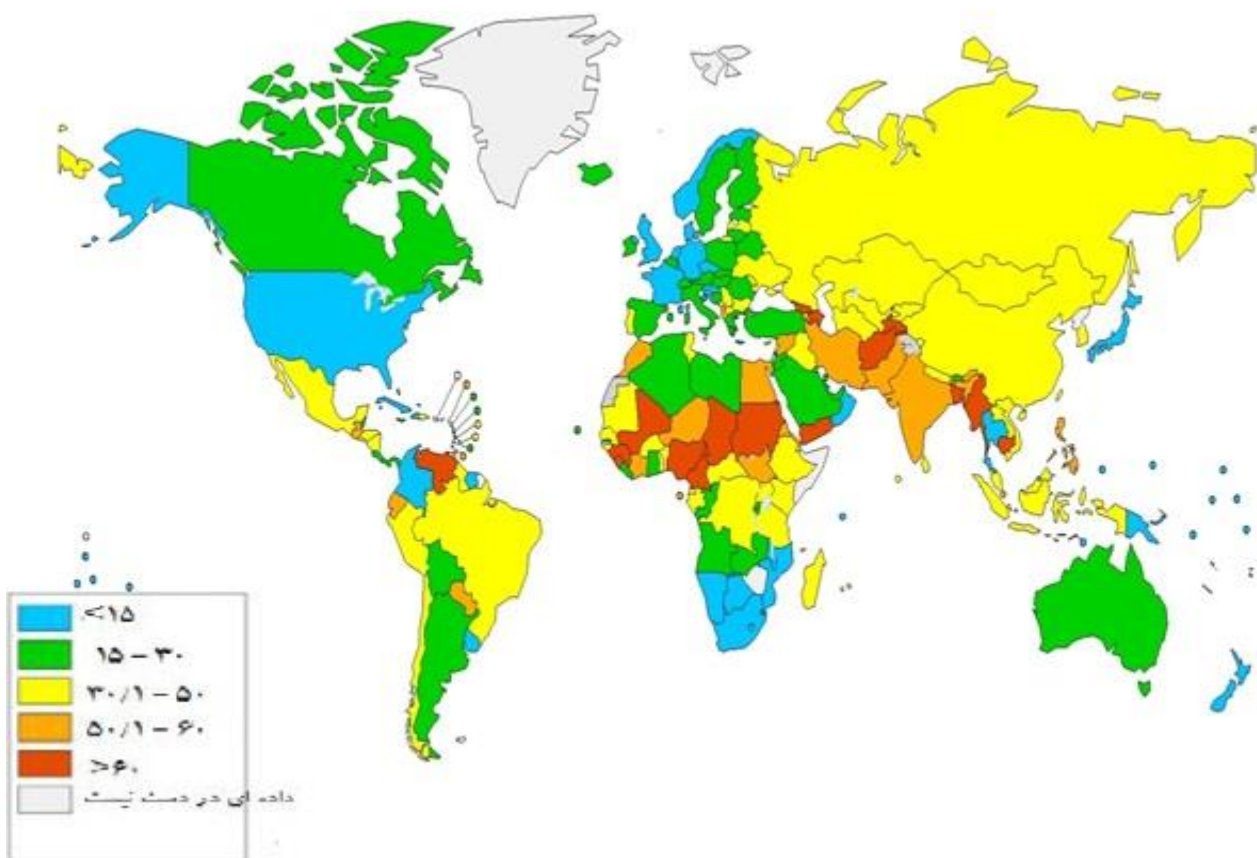 <۱۵
۱۵ – ۳۰
۳۰/۱ – ۵۰
۵۰/۱ – ۶۰
>۶۰
داده ای در دست نیست